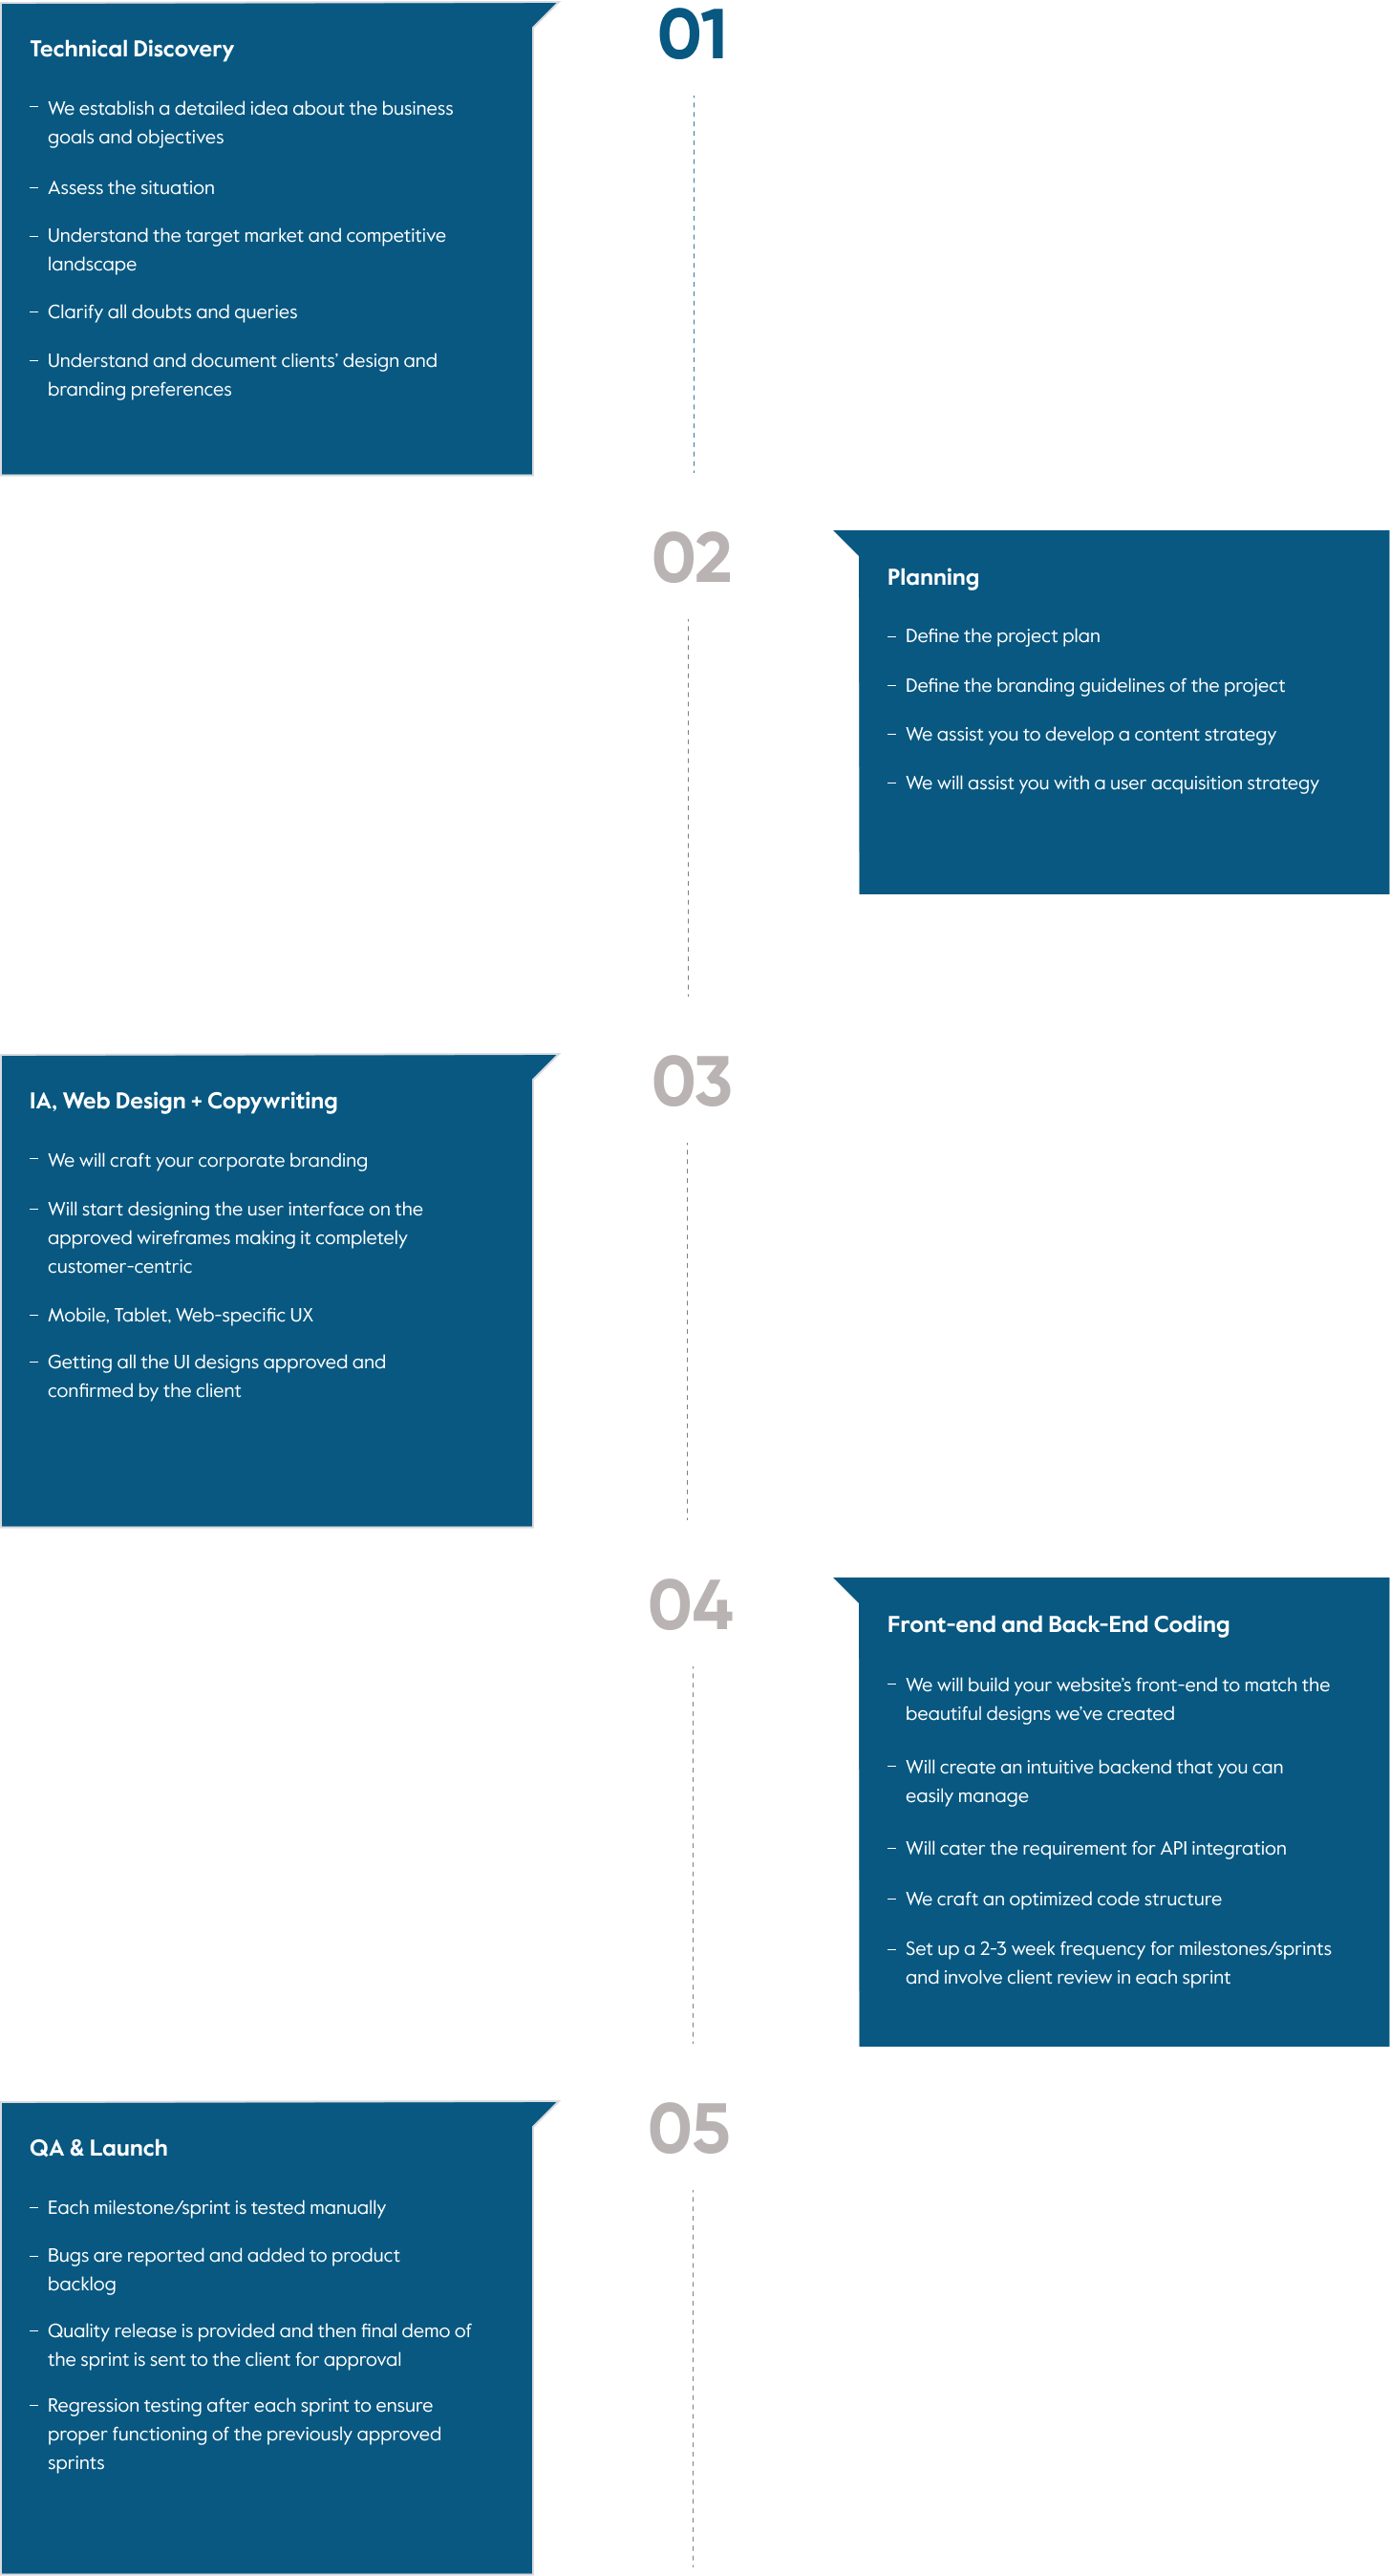 01
Technical Discovery
– We establish a detailed idea about the business
goals and objectives
– Assess the situation
– Understand the target market and competitive
landscape
– Clarify all doubts and queries
– Understand and document clients’ design and
branding preferences
02
Planning
– Define the project plan
– Define the branding guidelines of the project
– We assist you to develop a content strategy
– We will assist you with a user acquisition strategy
03
IA, Web Design + Copywriting
– We will craft your corporate branding
– Will start designing the user interface on the
approved wireframes making it completely
customer-centric
– Mobile, Tablet, Web-specific UX
– Getting all the UI designs approved and
confirmed by the client
04
Front-end and Back-End Coding
– We will build your website’s front-end to match the
beautiful designs we’ve created
– Will create an intuitive backend that you can
easily manage
– Will cater the requirement for API integration
– We craft an optimized code structure
– Set up a 2-3 week frequency for milestones/sprints
and involve client review in each sprint
05
QA & Launch
– Each milestone/sprint is tested manually
– Bugs are reported and added to product
backlog
– Quality release is provided and then final demo of
the sprint is sent to the client for approval
– Regression testing after each sprint to ensure
proper functioning of the previously approved
sprints